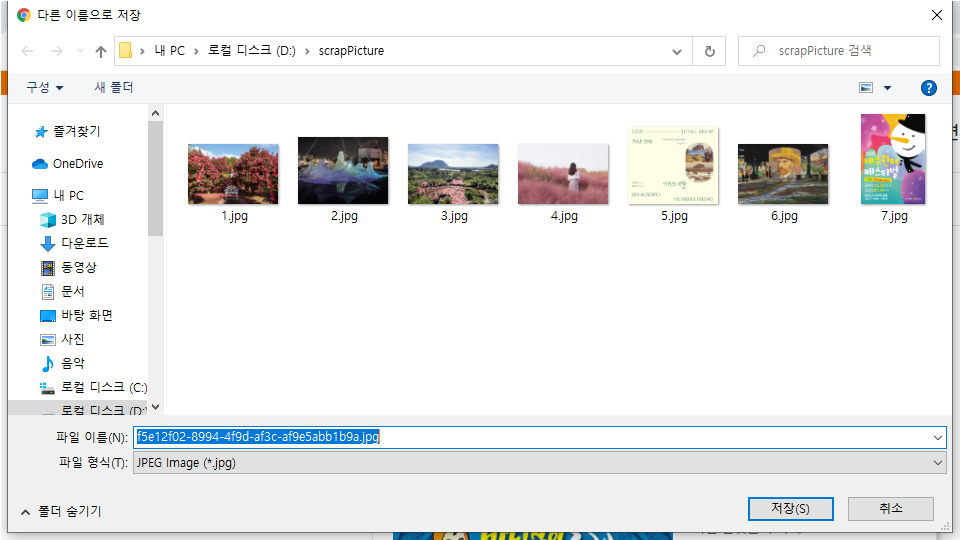 다른 이름으로 저장
내 PC
로컬 디스크 (D:)
scrapPicture
scrapPicture 검색
구성
새 폴더
즐겨찾기
OneDrive
내 PC
3D 개체
다운로드
동영상
문서
바탕 화면
사진
음악
로컬 디스크 (C:)
로컬 디스크 (D:)
1.jpg
2.jpg
3.jpg
4.jpg
5.jpg
6.jpg
7.jpg
파일 이름(N):
f5e12f02-8994-4f9d-af3c-af9e5abb1b9a.jpg
파일 형식(T):
JPEG Image (*.jpg)
폴더 숨기기
저장(S)
취소